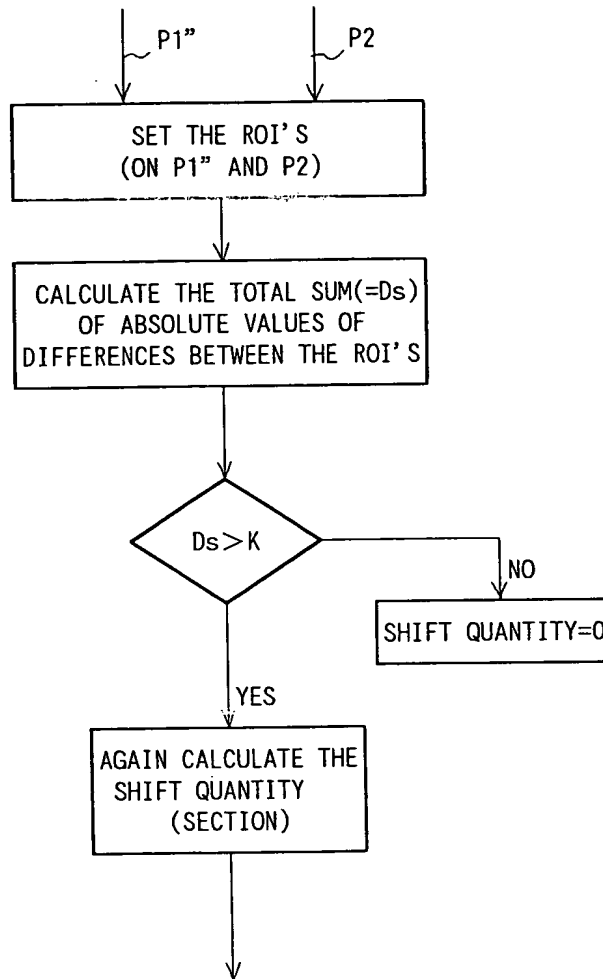 P1”
P2
SET THE ROI'S
(ON P1” AND P2)
CALCULATE THE TOTAL SUM(=Ds)
OF ABSOLUTE VALUES OF
DIFFERENCES BETWEEN THE ROI'S
Ds>K
NO
SHIFT QUANTITY=0
YES
AGAIN CALCULATE THE
SHIFT QUANTITY
(SECTION)